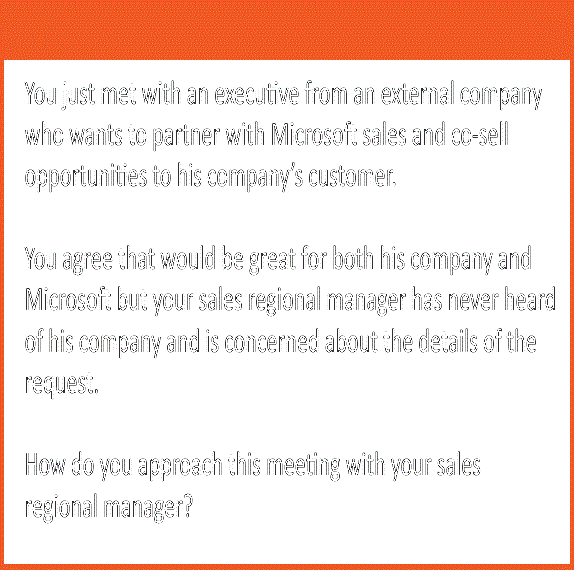 You just met with an executive from an external company
who wants to partner with Microsoft sales and co-sell
opportunities to his company's customer.
You agree that would be great for both his company and
Microsoft but your sales regional manager has never heard
of his company and is concerned about the details of the
request.
How do you approach this meeting with your sales
regional manager?